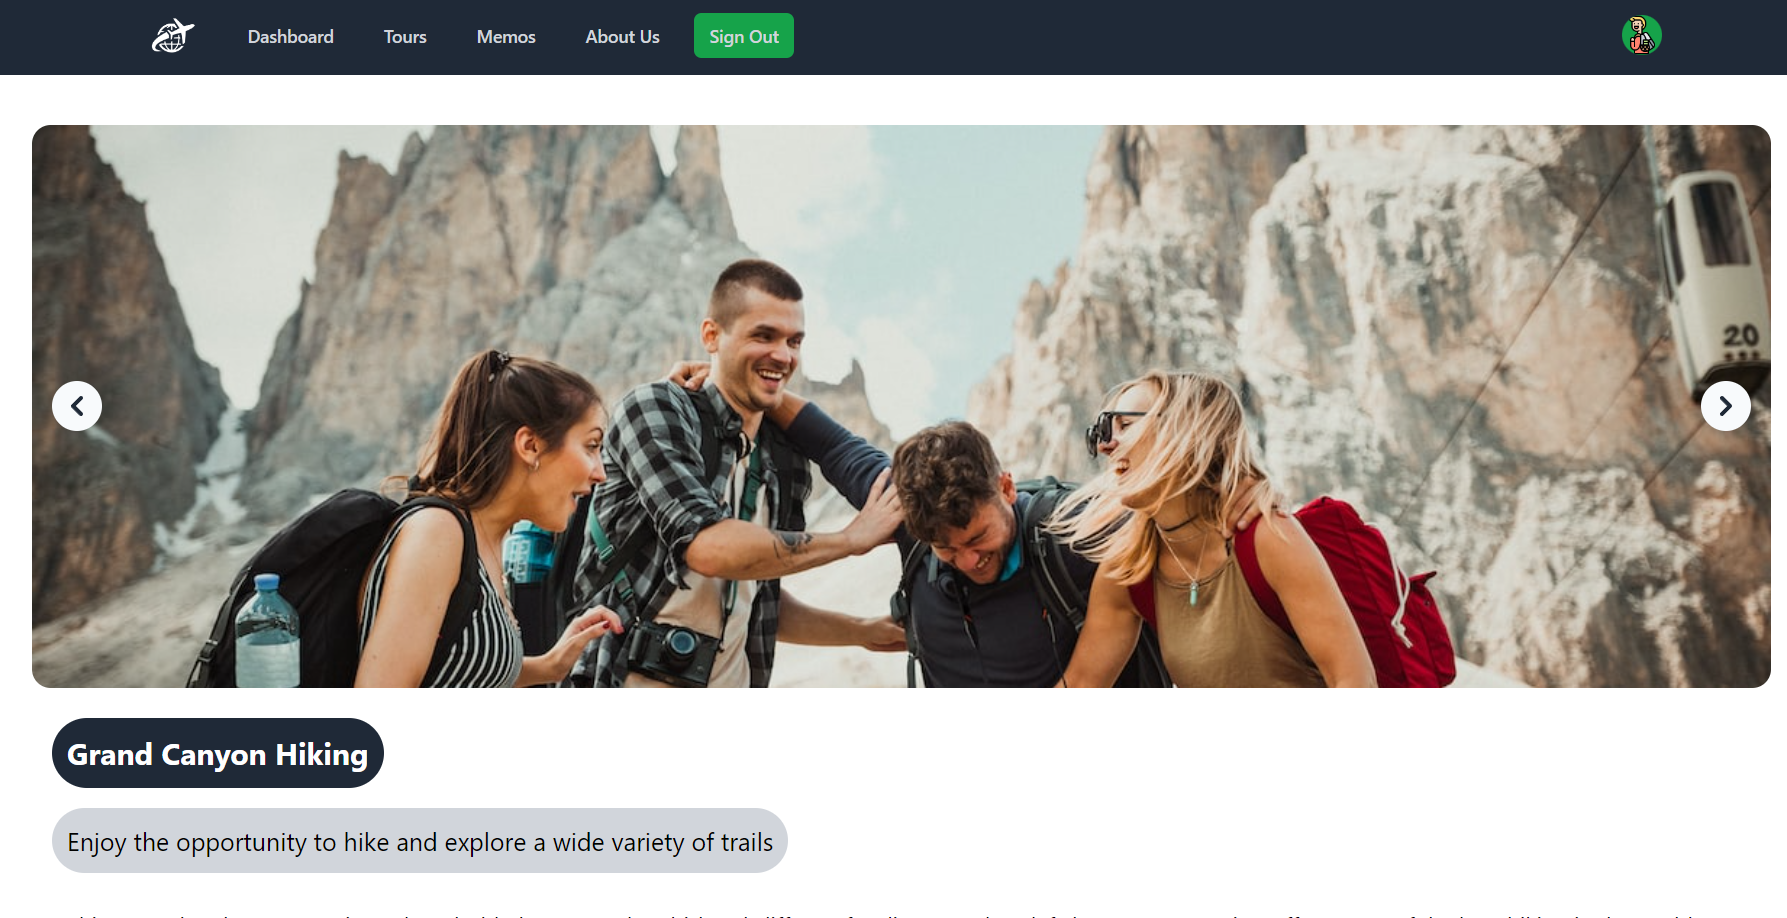 Dashboard Tours Memos About Us Sign Out
20
Grand Canyon Hiking
Enjoy the opportunity to hike and explore a wide variety of trails